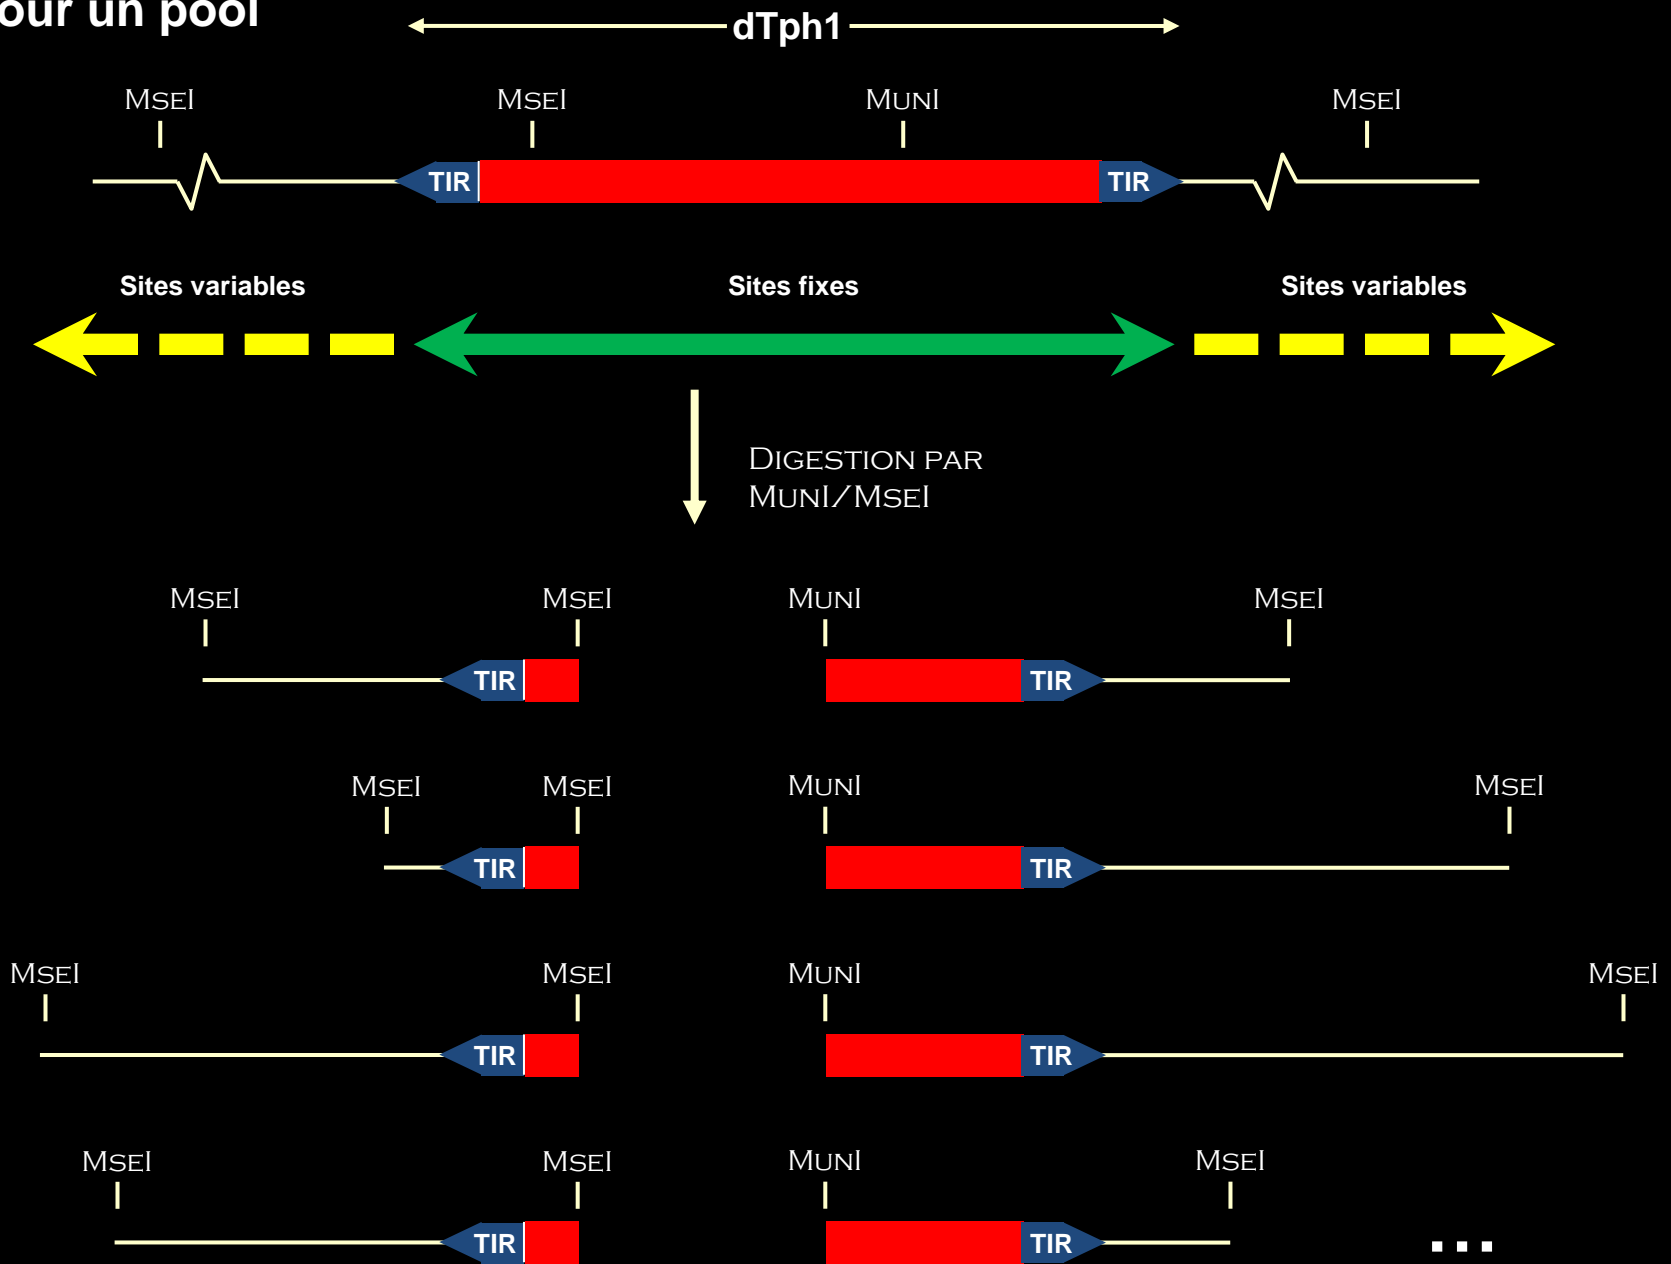 our un pool
dTph1
MseI MseI MunI MseI
TIR TIR
Sites variables Sites fixes Sites variables
Digestion par
MunI/MseI
MseI MseI MunI MseI
TIR TIR
MseI MseI MunI MseI
TIR TIR
MseI MseI MunI MseI
TIR TIR
MseI MseI MunI MseI
TIR TIR ...